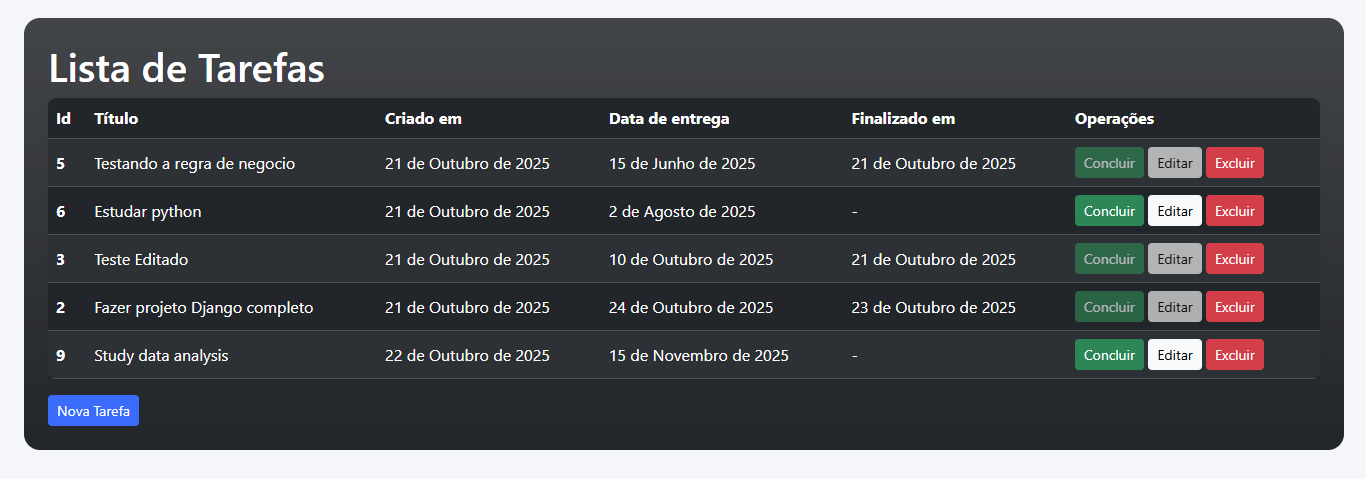 Lista de Tarefas
Id Título Criado em Data de entrega Finalizado em Operações
5 Testando a regra de negocio 21 de Outubro de 2025 15 de Junho de 2025 21 de Outubro de 2025 Concluir Editar Excluir
6 Estudar python 21 de Outubro de 2025 2 de Agosto de 2025 - Concluir Editar Excluir
3 Teste Editado 21 de Outubro de 2025 10 de Outubro de 2025 21 de Outubro de 2025 Concluir Editar Excluir
2 Fazer projeto Django completo 21 de Outubro de 2025 24 de Outubro de 2025 23 de Outubro de 2025 Concluir Editar Excluir
9 Study data analysis 22 de Outubro de 2025 15 de Novembro de 2025 - Concluir Editar Excluir
Nova Tarefa